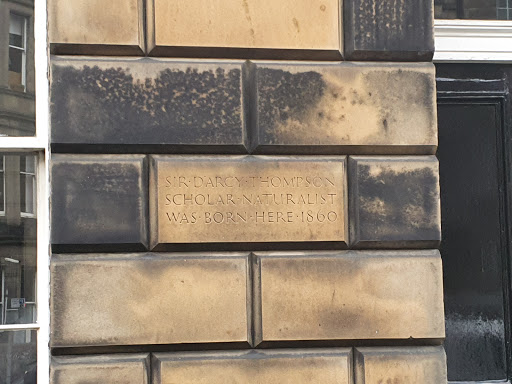 SIR·D'ARCY·THOMPSON
SCHOLAR·NATURALIST
WAS·BORN·HERE·1860